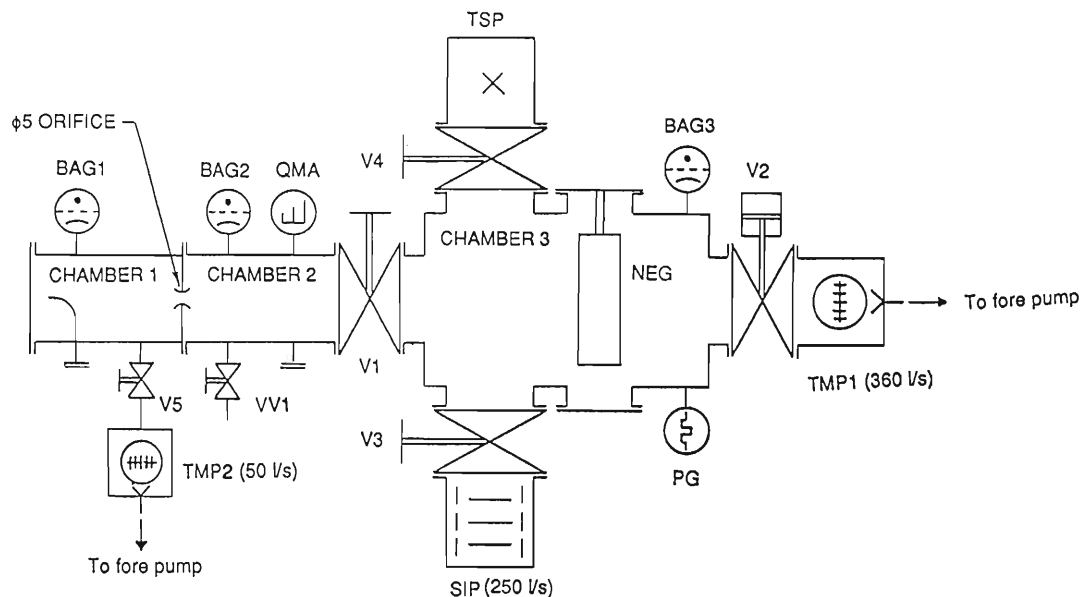 TSP
φ5 ORIFICE
BAG1
BAG2
QMA
V4
BAG3
V2
CHAMBER 1
CHAMBER 2
CHAMBER 3
NEG
To fore pump
V1
TMP1 (360 l/s)
V5
VV1
V3
PG
TMP2 (50 l/s)
To fore pump
SIP (250 l/s)